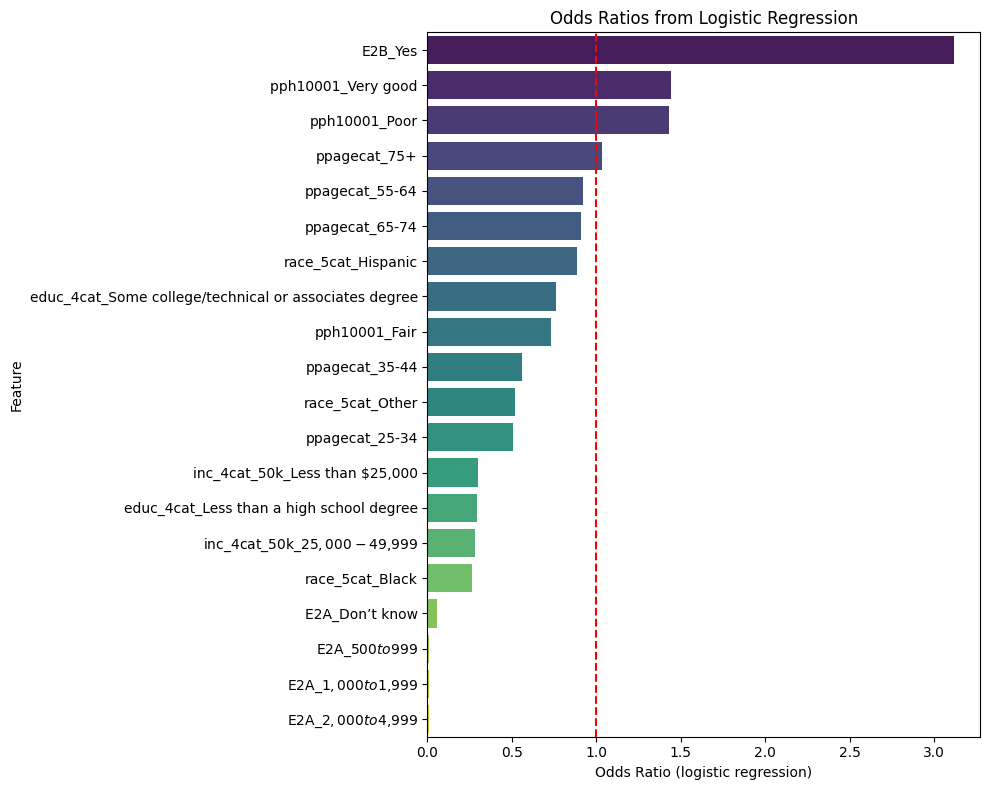 Odds Ratios from Logistic Regression
E2B_Yes
pph10001_Very good
pph10001_Poor
ppagecat_75+
ppagecat_55-64
ppagecat_65-74
race_5cat_Hispanic
educ_4cat_Some college/technical or associates degree
pph10001_Fair
ppagecat_35-44
race_5cat_Other
ppagecat_25-34
inc_4cat_50k_Less than $25,000
educ_4cat_Less than a high school degree
inc_4cat_50k_25,000-49,999
race_5cat_Black
E2A_Don’t know
E2A_500to999
E2A_1,000to1,999
E2A_2,000to4,999
Feature
0.0 0.5 1.0 1.5 2.0 2.5 3.0
Odds Ratio (logistic regression)